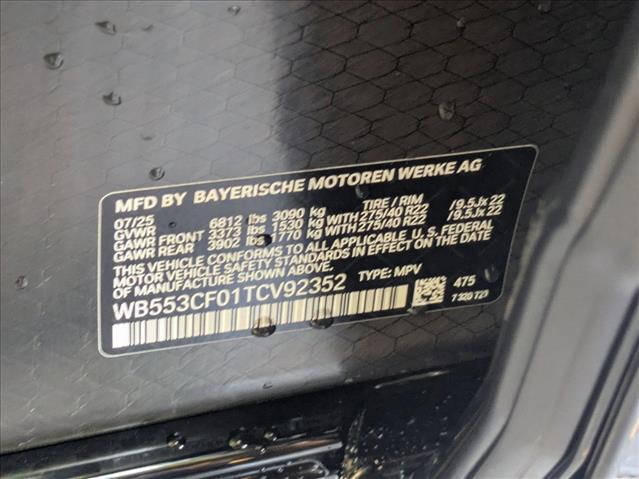 MFD BY BAYERISCHE MOTOREN WERKE AG
07/25 6812 lbs 3090 kg TIRE / RIM
GVWR
GAWR FRONT 3373 lbs 1530 kg WITH 275/40 R22 /9.5Jx22
GAWR REAR 3902 lbs 1770 kg WITH 275/40 R22 /9.5Jx22
THIS VEHICLE CONFORMS TO ALL APPLICABLE U.S. FEDERAL
MOTOR VEHICLE SAFETY STANDARDS IN EFFECT ON THE
DATE OF MANUFACTURE SHOWN ABOVE.
WB553CF01TCV92352 TYPE: MPV 475
7320723